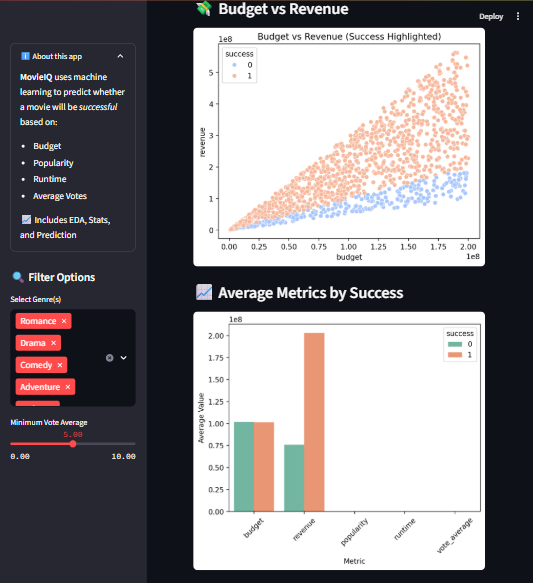 About this app
MovieIQ uses machine
learning to predict whether
a movie will be successful
based on:
• Budget
• Popularity
• Runtime
• Average Votes
Includes EDA, Stats,
and Prediction
Filter Options
Select Genre(s)
Romance ×
Drama ×
Comedy ×
Adventure ×
Minimum Vote Average
5.00
0.00 10.00
Deploy
Budget vs Revenue
Budget vs Revenue (Success Highlighted)
1e8
success
0
1
revenue
5
4
3
2
1
0
0.00 0.25 0.50 0.75 1.00 1.25 1.50 1.75 2.00
budget
1e8
Average Metrics by Success
1e8
success
0
1
Average Value
2.00
1.75
1.50
1.25
1.00
0.75
0.50
0.25
0.00
budget
revenue
popularity
runtime
vote_average
Metric